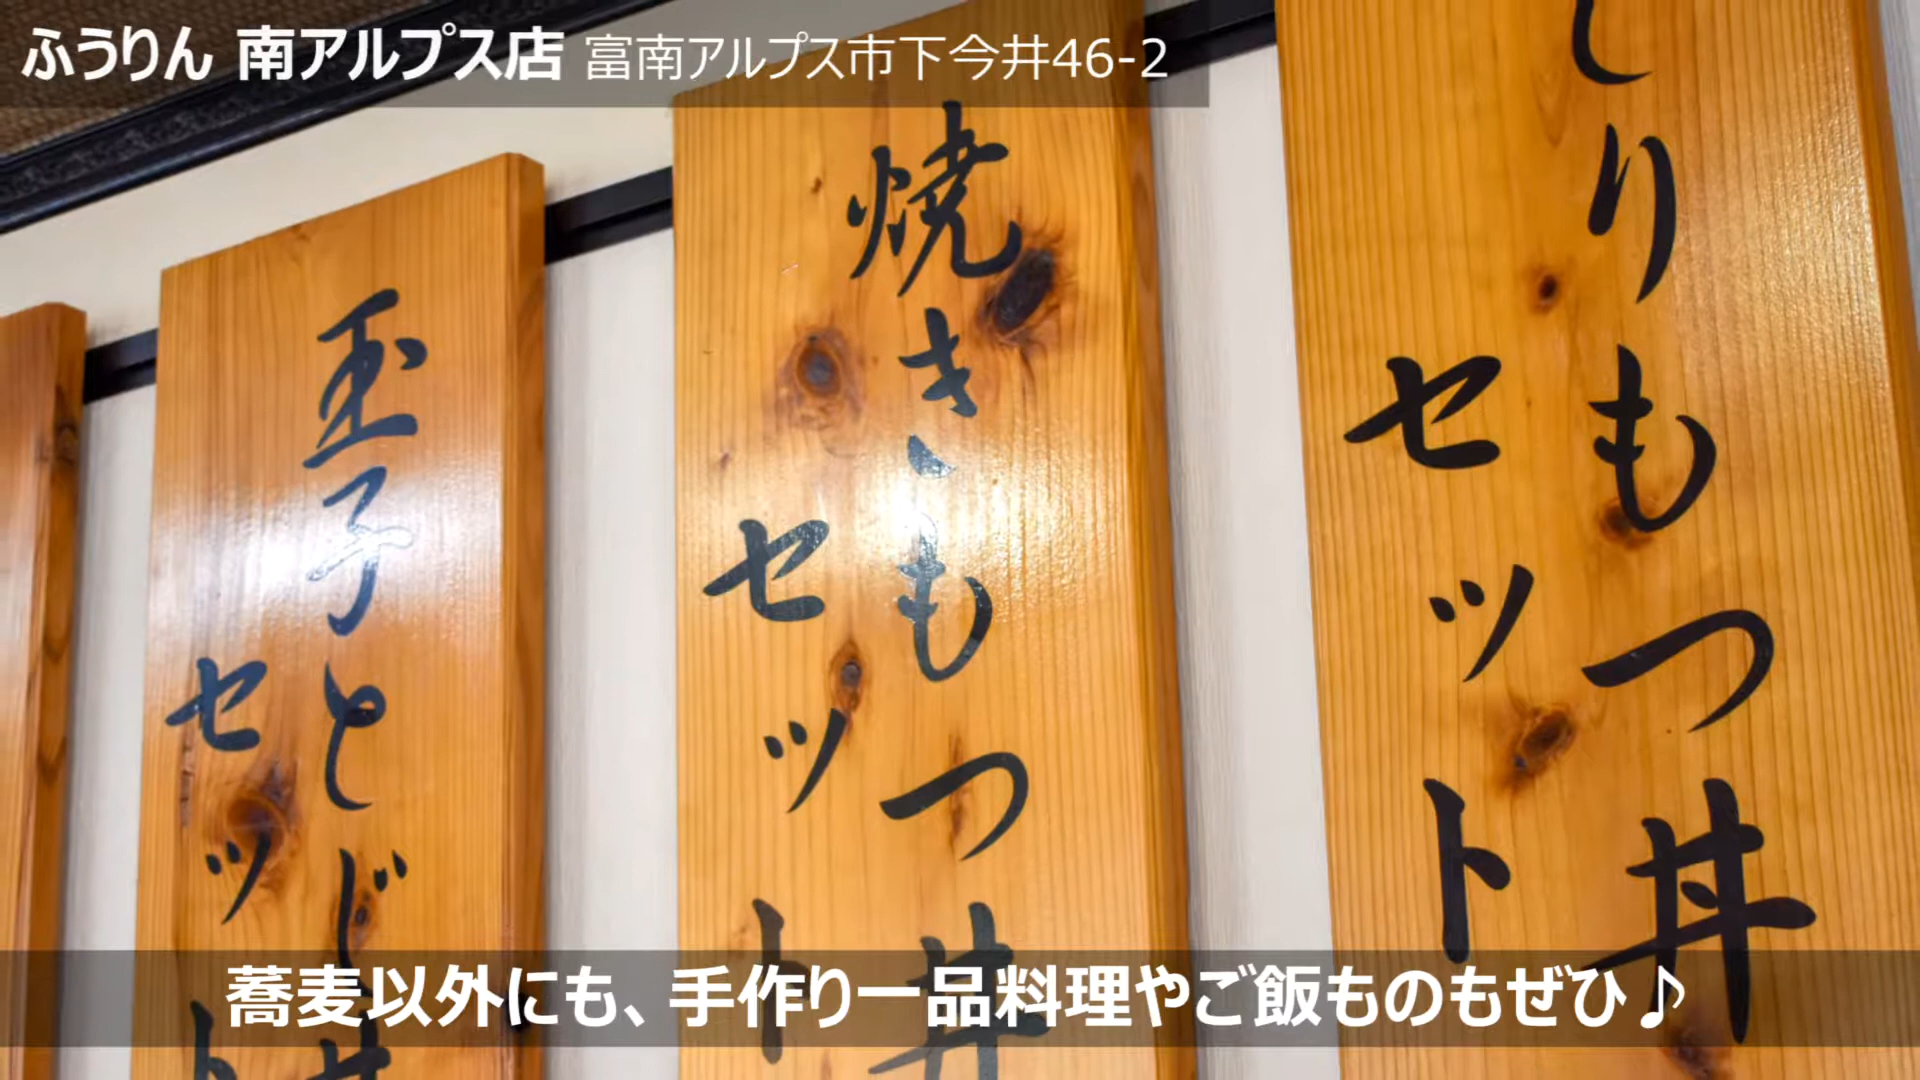 ふうりん 南アルプス店 富南アルプス市下今井46-2
とりもつ丼
セット
焼きもつ丼
セット
玉子とじ丼
セット
蕎麦以外にも、手作り一品料理やご飯ものもぜひ♪